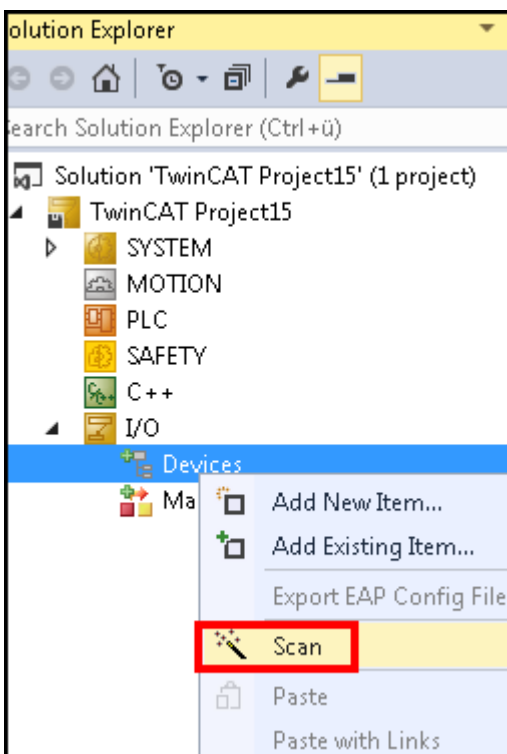 olution Explorer
Search Solution Explorer (Ctrl+ü)
Solution 'TwinCAT Project15' (1 project)
TwinCAT Project15
SYSTEM
MOTION
PLC
SAFETY
C++
I/O
Devices
Ma
Add New Item...
Add Existing Item...
Export EAP Config File
Scan
Paste
Paste with Links